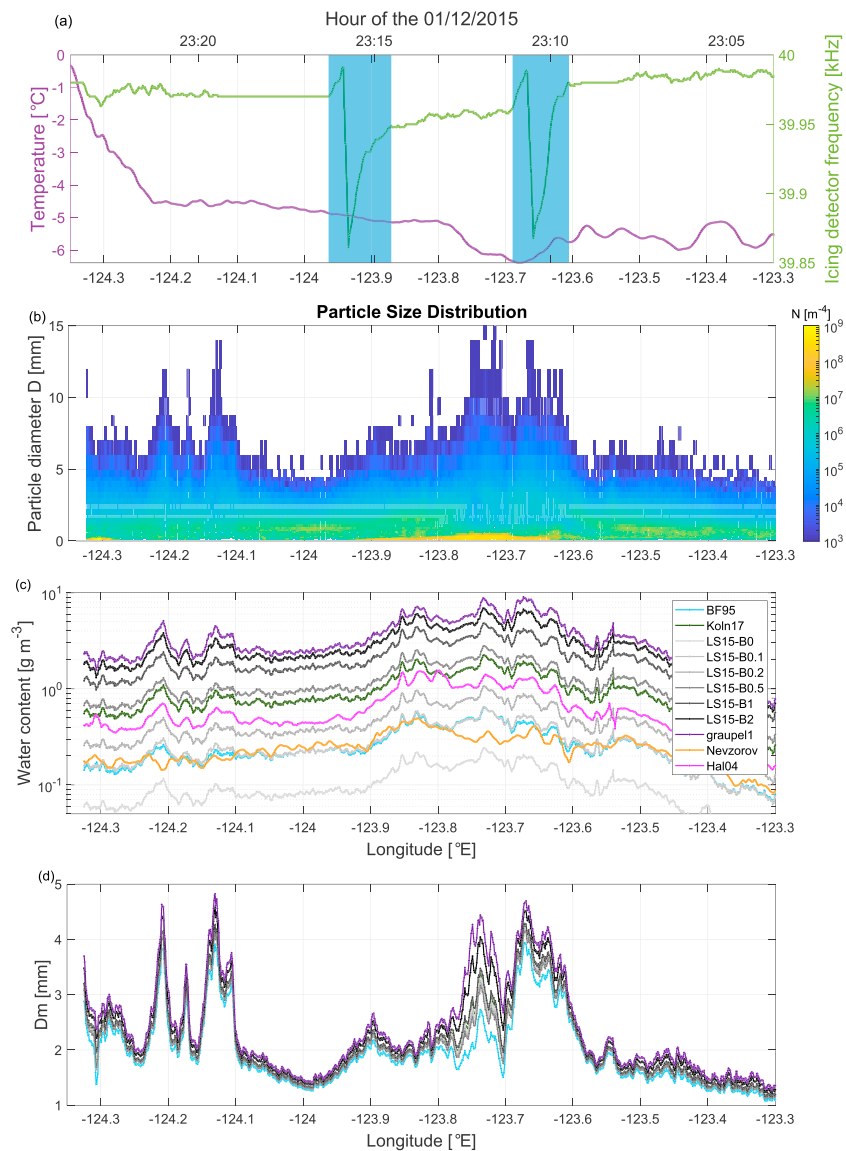 (a)
Hour of the 01/12/2015
23:20 23:15 23:10 23:05
Temperature [°C]
0
-1
-2
-3
-4
-5
-6
40
39.95
39.9
39.85
Icing detector frequency [kHz]
-124.3 -124.2 -124.1 -124 -123.9 -123.8 -123.7 -123.6 -123.5 -123.4 -123.3
(b)
Particle Size Distribution
N [m⁻⁴]
Particle diameter D [mm]
15
10
5
0
10⁹
10⁸
10⁷
10⁶
10⁵
10⁴
10³
-124.3 -124.2 -124.1 -124 -123.9 -123.8 -123.7 -123.6 -123.5 -123.4 -123.3
(c)
Water content [g m⁻³]
10¹
10⁰
10⁻¹
BF95
Koln17
LS15-B0
LS15-B0.1
LS15-B0.2
LS15-B0.5
LS15-B1
LS15-B2
graupel1
Nevzorov
Hal04
-124.3 -124.2 -124.1 -124 -123.9 -123.8 -123.7 -123.6 -123.5 -123.4 -123.3
Longitude [°E]
(d)
Dm [mm]
5
4
3
2
1
-124.3 -124.2 -124.1 -124 -123.9 -123.8 -123.7 -123.6 -123.5 -123.4 -123.3
Longitude [°E]